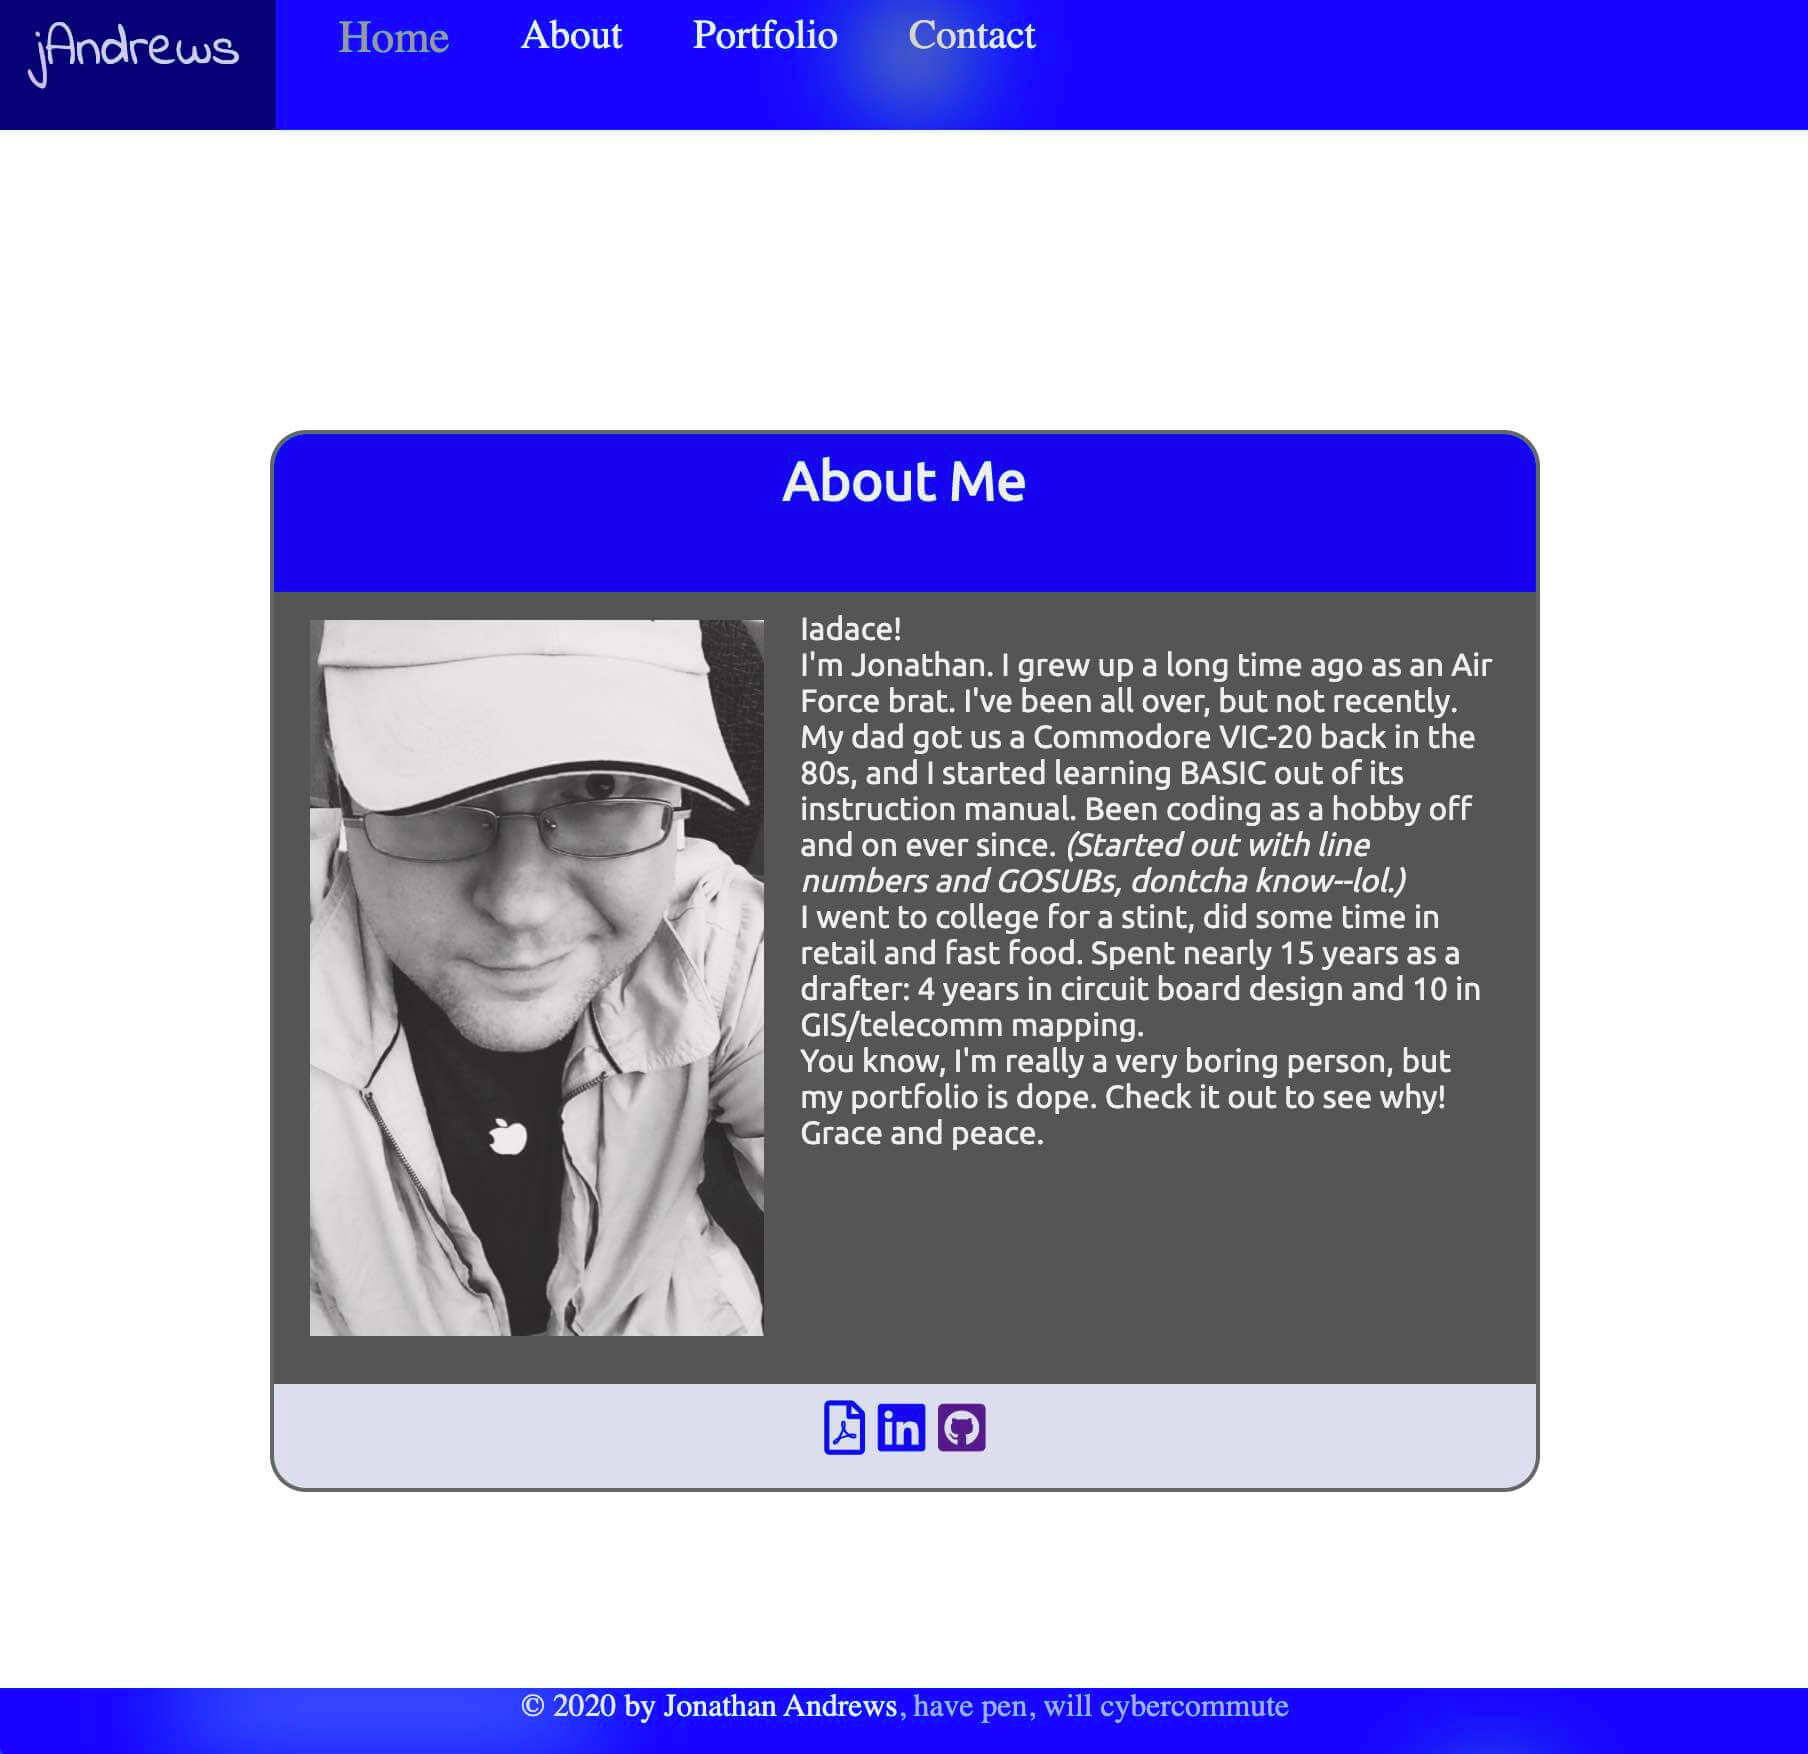 jAndrews
Home About Portfolio Contact
About Me
Iadace!
I'm Jonathan. I grew up a long time ago as an Air
Force brat. I've been all over, but not recently.
My dad got us a Commodore VIC-20 back in the
80s, and I started learning BASIC out of its
instruction manual. Been coding as a hobby off
and on ever since. (Started out with line
numbers and GOSUBs, dontcha know--lol.)
I went to college for a stint, did some time in
retail and fast food. Spent nearly 15 years as a
drafter: 4 years in circuit board design and 10 in
GIS/telecomm mapping.
You know, I'm really a very boring person, but
my portfolio is dope. Check it out to see why!
Grace and peace.
in
© 2020 by Jonathan Andrews, have pen, will cybercommute